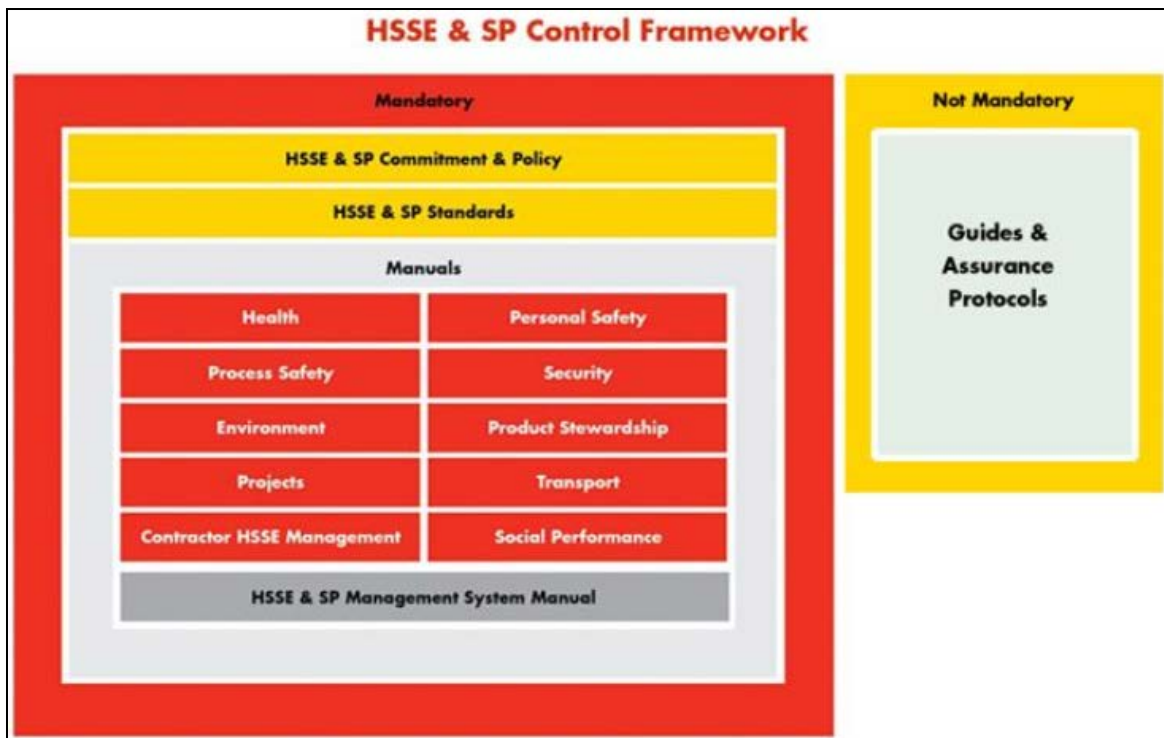 HSSE & SP Control Framework
Mandatory
HSSE & SP Commitment & Policy
HSSE & SP Standards
Manuals
Health
Personal Safety
Process Safety
Security
Environment
Product Stewardship
Projects
Transport
Contractor HSSE Management
Social Performance
HSSE & SP Management System Manual
Not Mandatory
Guides &
Assurance
Protocols